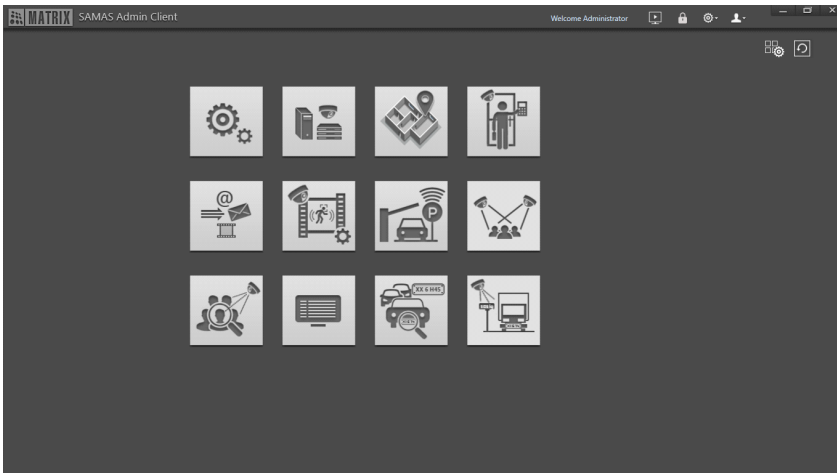 MATRIX SAMAS Admin Client
Welcome Administrator
@
P
XX 6 H45